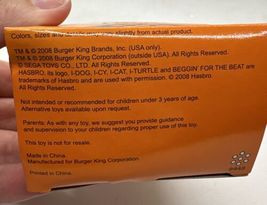 Colors, sizes and decorations may vary slightly from actual product.
TM & © 2008 Burger King Brands, Inc. (USA only).
TM & © 2008 Burger King Corporation (outside USA). All Rights Reserved.
© SEGA TOYS CO., LTD. All Rights Reserved.
HASBRO, its logo, I-DOG, I-CY, I-CAT, I-TURTLE and BEGGIN' FOR THE BEAT are
trademarks of Hasbro and are used with permission. © 2008 Hasbro.
All Rights Reserved.
Not intended or recommended for children under 3 years of age.
Alternative toys available upon request.
Parents: As with any toy, we suggest you provide guidance
and supervision to your children regarding proper use of this toy.
This toy is not for resale.
Made in China.
Manufactured for Burger King Corporation.
Printed in China.